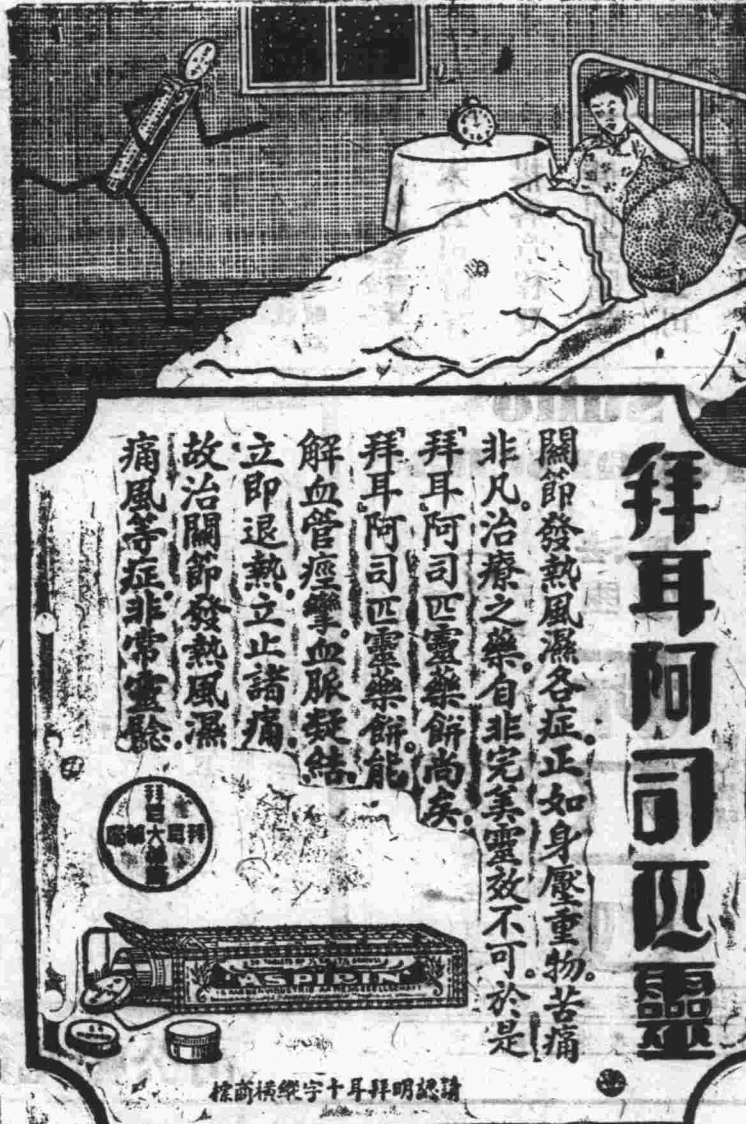 拜耳阿司匹靈
關節發熱風濕各症。正如身壓重物。苦痛
非凡。治療之藥。自非完美靈效不可。於是
「拜耳」阿司匹靈藥餅尚矣。
「拜耳」阿司匹靈藥餅。能
解血管痙攣。血脈凝結。
立即退熱。立止諸痛。
故治關節發熱風濕
痛風等症。非常靈驗。
ASPIRIN
請認明拜耳十字縱橫商標